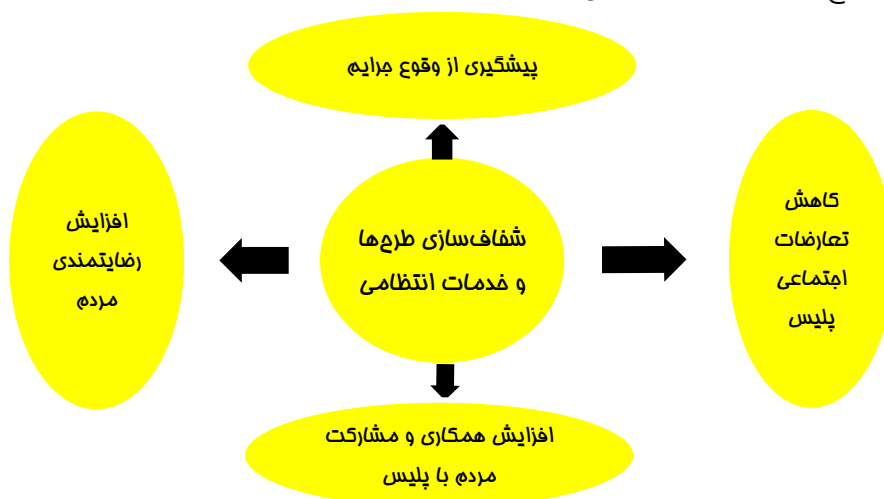 پیشگیری از وقوع جرایم
کاهش
تعارضات
اجتماعی
پلیس
شفاف‌سازی طرح‌ها
و خدمات انتظامی
افزایش
رضایتمندی
مردم
افزایش همکاری و مشارکت
مردم با پلیس